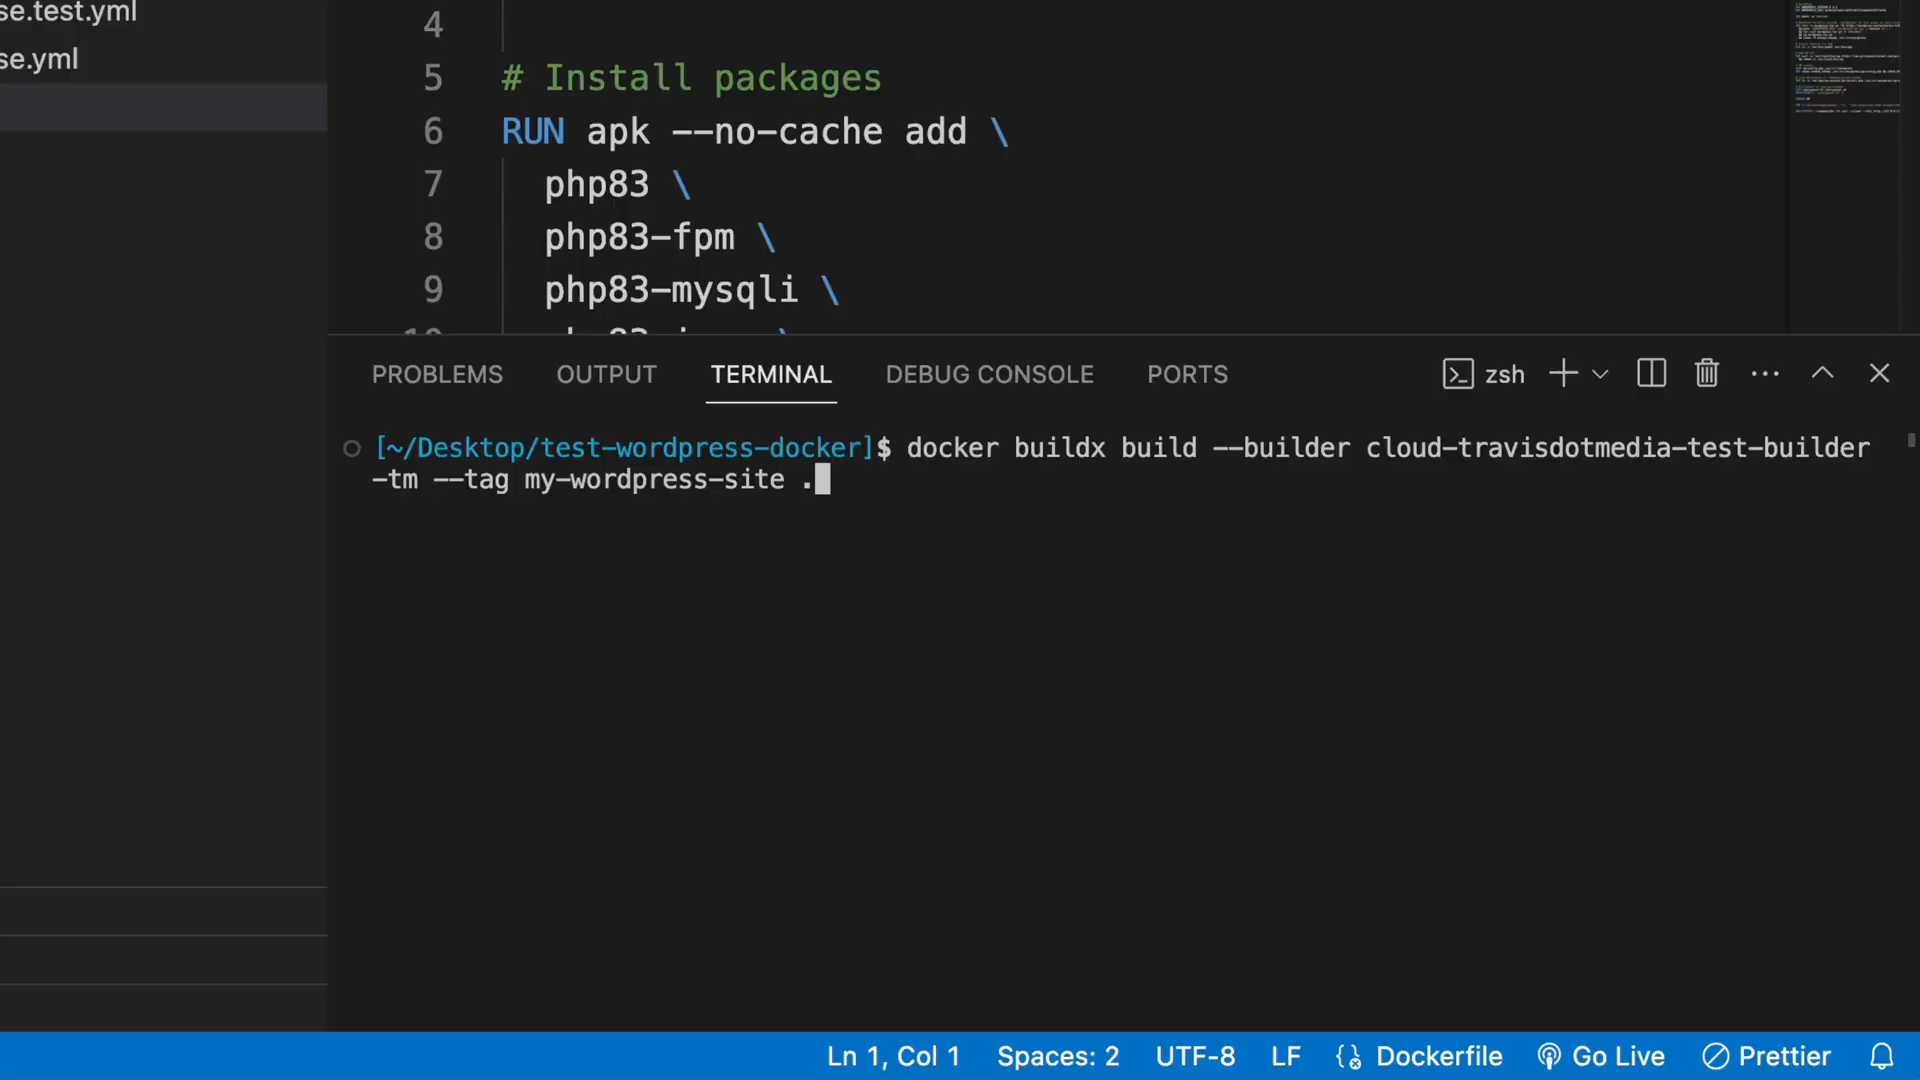 se.test.yml
se.yml
4
5 # Install packages
6 RUN apk --no-cache add \
7 php83 \
8 php83-fpm \
9 php83-mysqli \
PROBLEMS OUTPUT TERMINAL DEBUG CONSOLE PORTS zsh
[~/Desktop/test-wordpress-docker]$ docker buildx build --builder cloud-travisdotmedia-test-builder
-tm --tag my-wordpress-site .
Ln 1, Col 1 Spaces: 2 UTF-8 LF Dockerfile Go Live Prettier